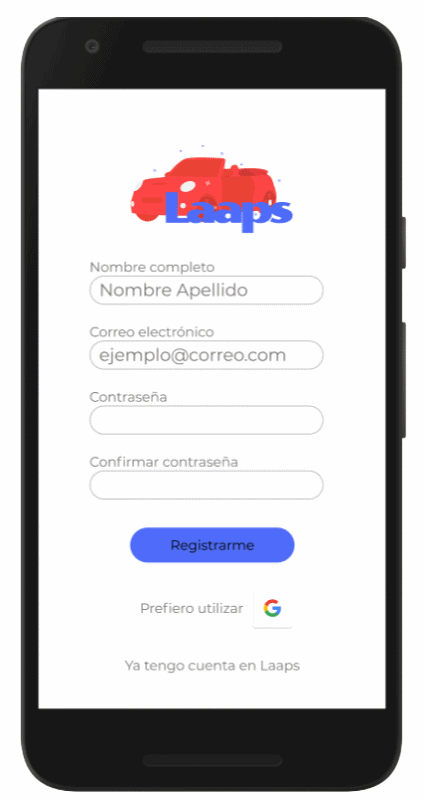 Laaps
Nombre completo
Nombre Apellido
Correo electrónico
ejemplo@correo.com
Contraseña
Confirmar contraseña
Registrarme
Prefiero utilizar G
Ya tengo cuenta en Laaps